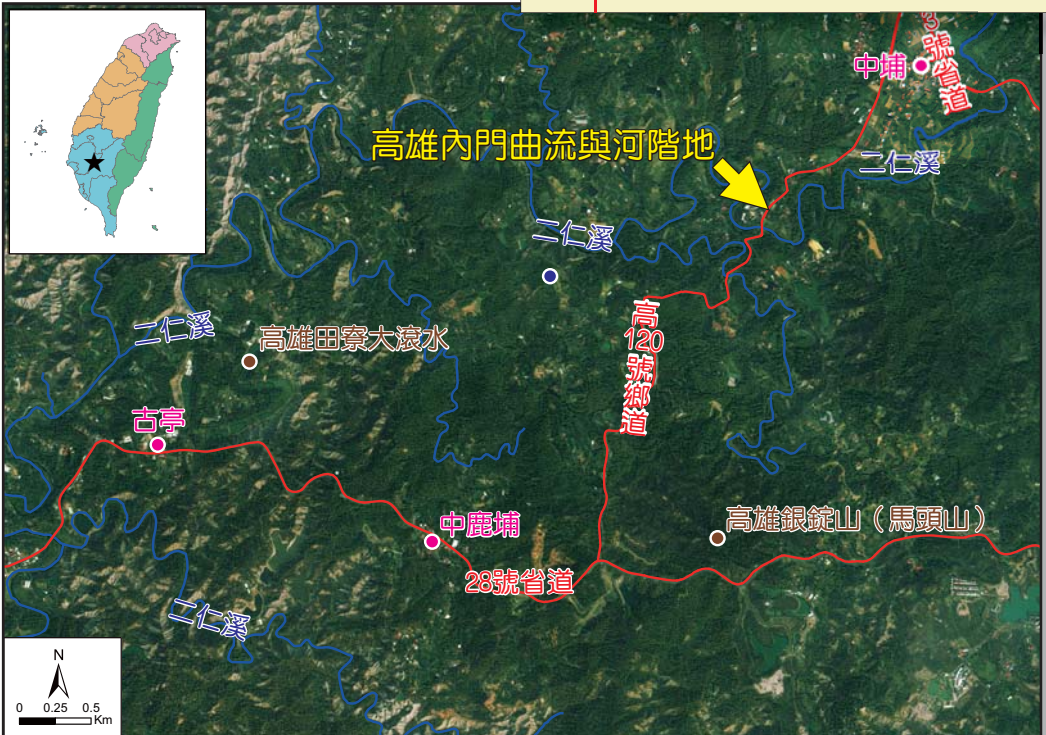 3號省道
中埔
高雄內門曲流與河階地
二仁溪
二仁溪
高120號鄉道
二仁溪
高雄田寮大滾水
古亭
中鹿埔
高雄銀錠山（馬頭山）
28號省道
二仁溪
N
0 0.25 0.5
Km